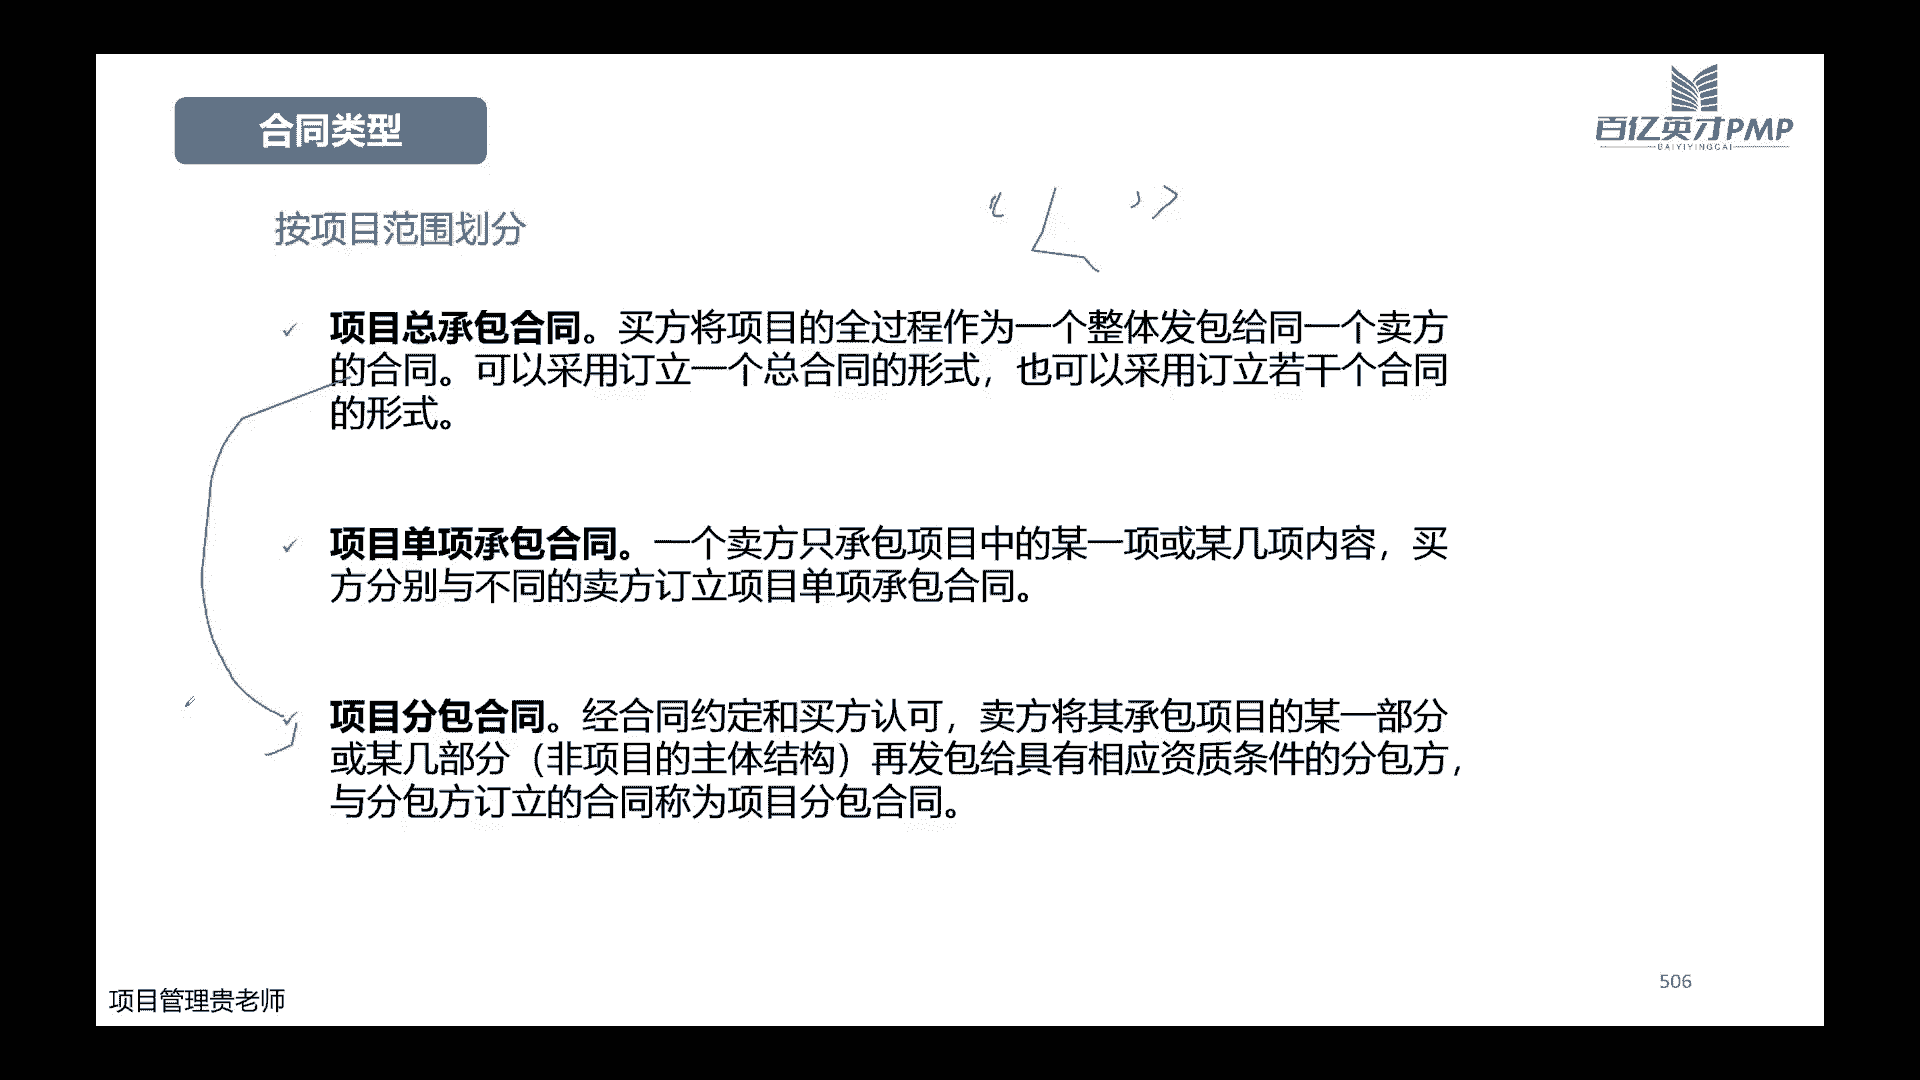 合同类型
百亿英才PMP
BAIYIYINGCAI
按项目范围划分
项目总承包合同。买方将项目的全过程作为一个整体发包给同一个卖方
的合同。可以采用订立一个总合同的形式，也可以采用订立若干个合同
的形式。
项目单项承包合同。一个卖方只承包项目中的某一项或某几项内容，买
方分别与不同的卖方订立项目单项承包合同。
项目分包合同。经合同约定和买方认可，卖方将其承包项目的某一部分
或某几部分（非项目的主体结构）再发包给具有相应资质条件的分包方，
与分包方订立的合同称为项目分包合同。
506
项目管理贵老师